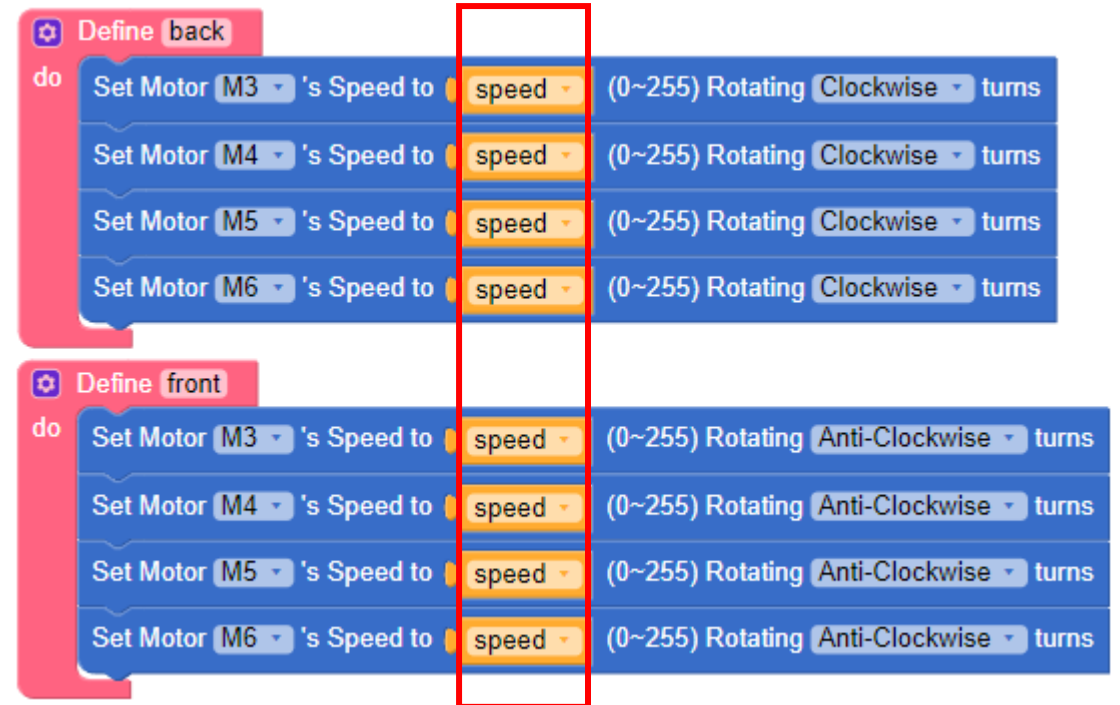 Define back
do Set Motor M3 's Speed to speed (0~255) Rotating Clockwise turns
Set Motor M4 's Speed to speed (0~255) Rotating Clockwise turns
Set Motor M5 's Speed to speed (0~255) Rotating Clockwise turns
Set Motor M6 's Speed to speed (0~255) Rotating Clockwise turns
Define front
do Set Motor M3 's Speed to speed (0~255) Rotating Anti-Clockwise turns
Set Motor M4 's Speed to speed (0~255) Rotating Anti-Clockwise turns
Set Motor M5 's Speed to speed (0~255) Rotating Anti-Clockwise turns
Set Motor M6 's Speed to speed (0~255) Rotating Anti-Clockwise turns